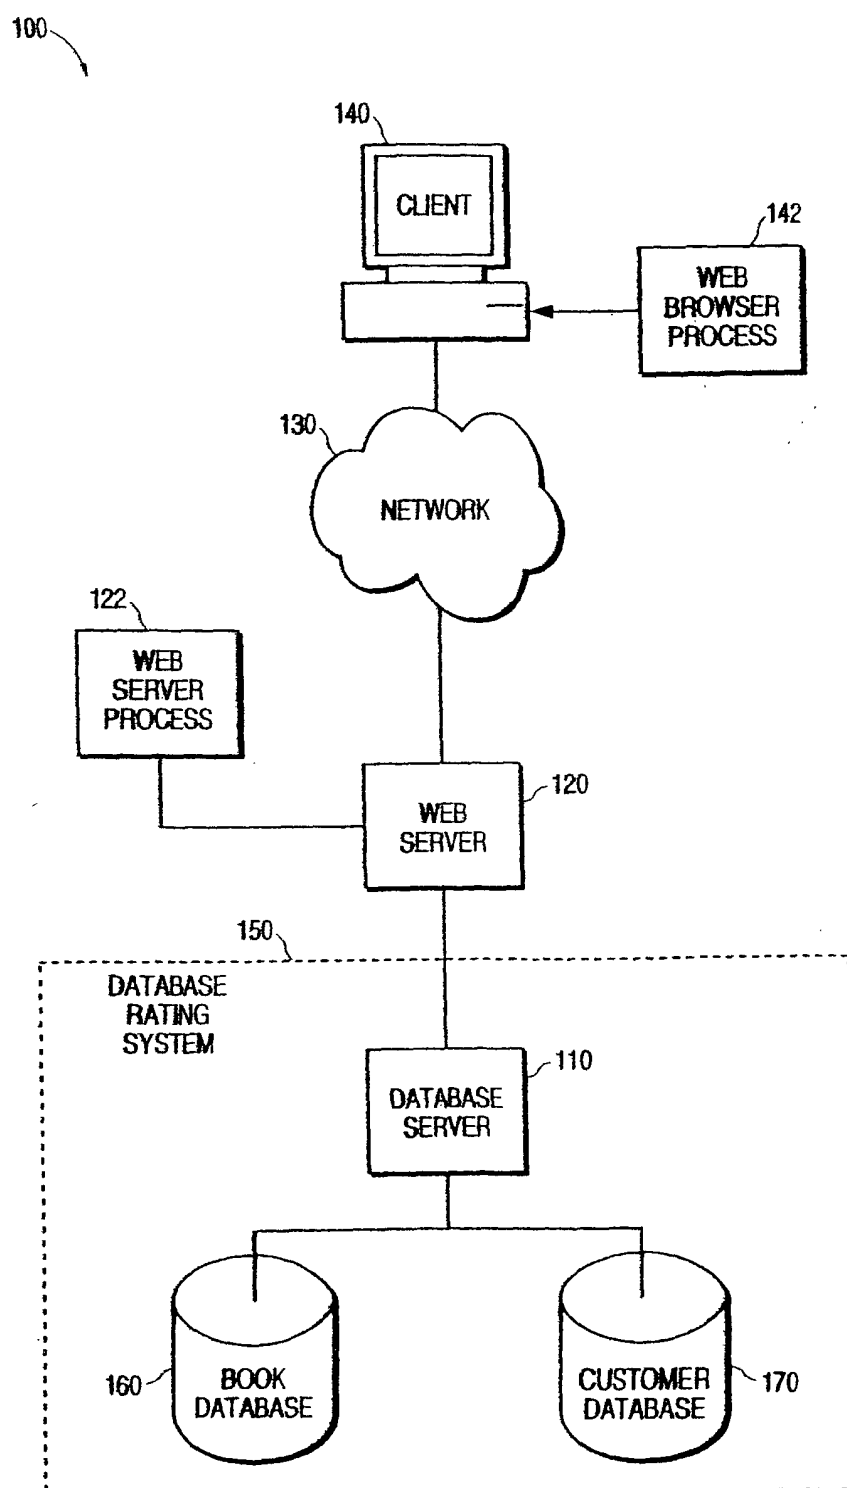 100
140
CLIENT
142
WEB
BROWSER
PROCESS
130
NETWORK
122
WEB
SERVER
PROCESS
120
WEB
SERVER
150
DATABASE
RATING
SYSTEM
110
DATABASE
SERVER
160
BOOK
DATABASE
CUSTOMER
DATABASE
170